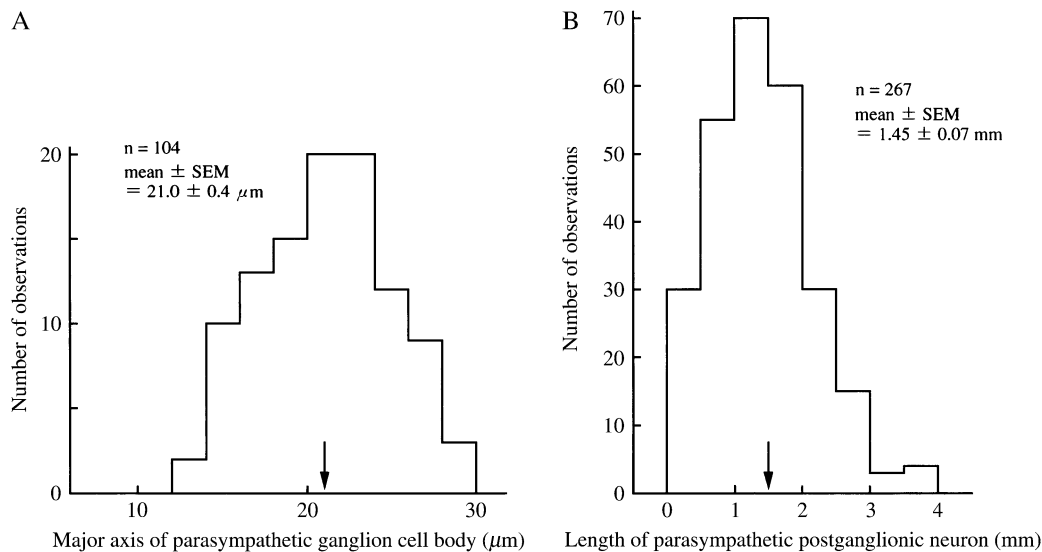 A
n = 104
mean ± SEM
= 21.0 ± 0.4 μm
20
10
0
Number of observations
10
20
30
Major axis of parasympathetic ganglion cell body (μm)
B
n = 267
mean ± SEM
= 1.45 ± 0.07 mm
70
60
50
40
30
20
10
0
Number of observations
0
1
2
3
4
Length of parasympathetic postganglionic neuron (mm)